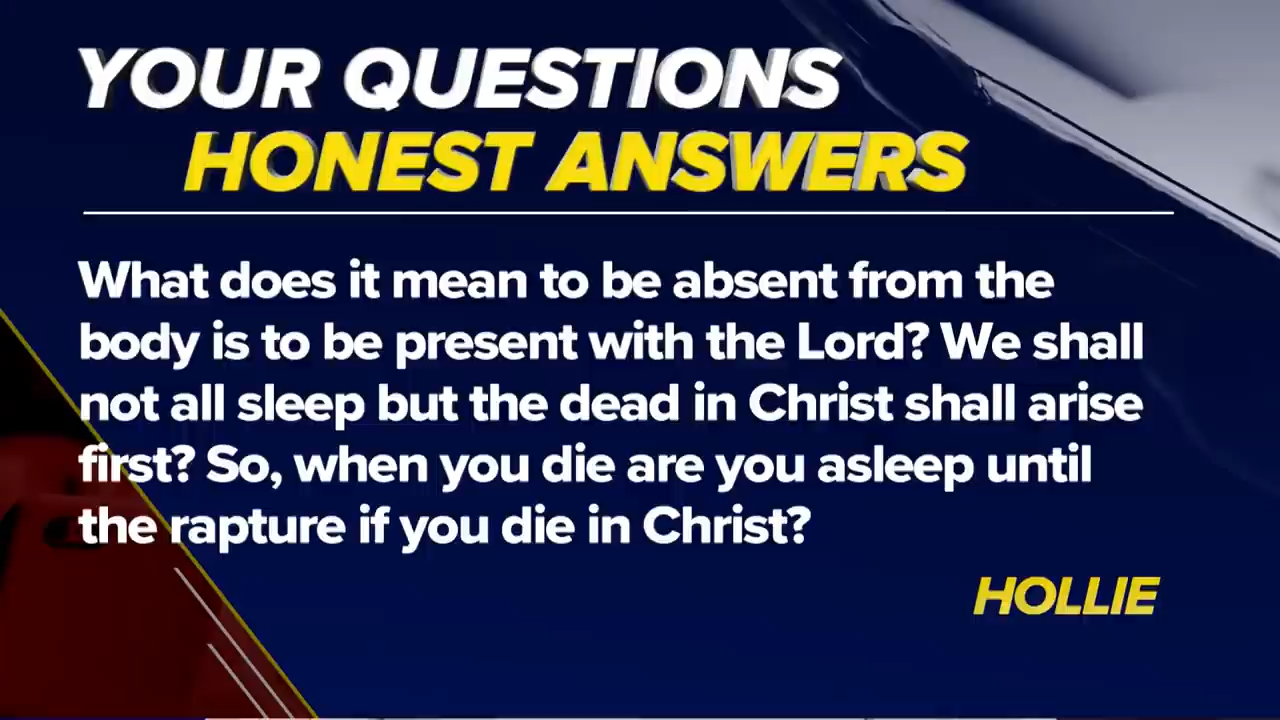 YOUR QUESTIONS
HONEST ANSWERS
What does it mean to be absent from the
body is to be present with the Lord? We shall
not all sleep but the dead in Christ shall arise
first? So, when you die are you asleep until
the rapture if you die in Christ?
HOLLIE